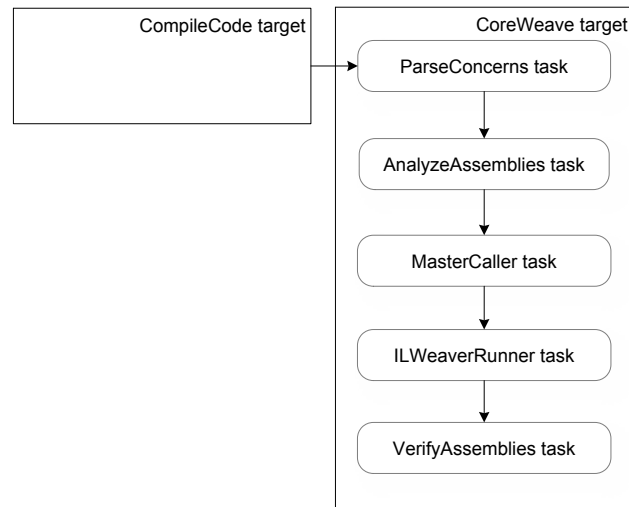 CompileCode target
CoreWeave target
ParseConcerns task
AnalyzeAssemblies task
MasterCaller task
ILWeaverRunner task
VerifyAssemblies task